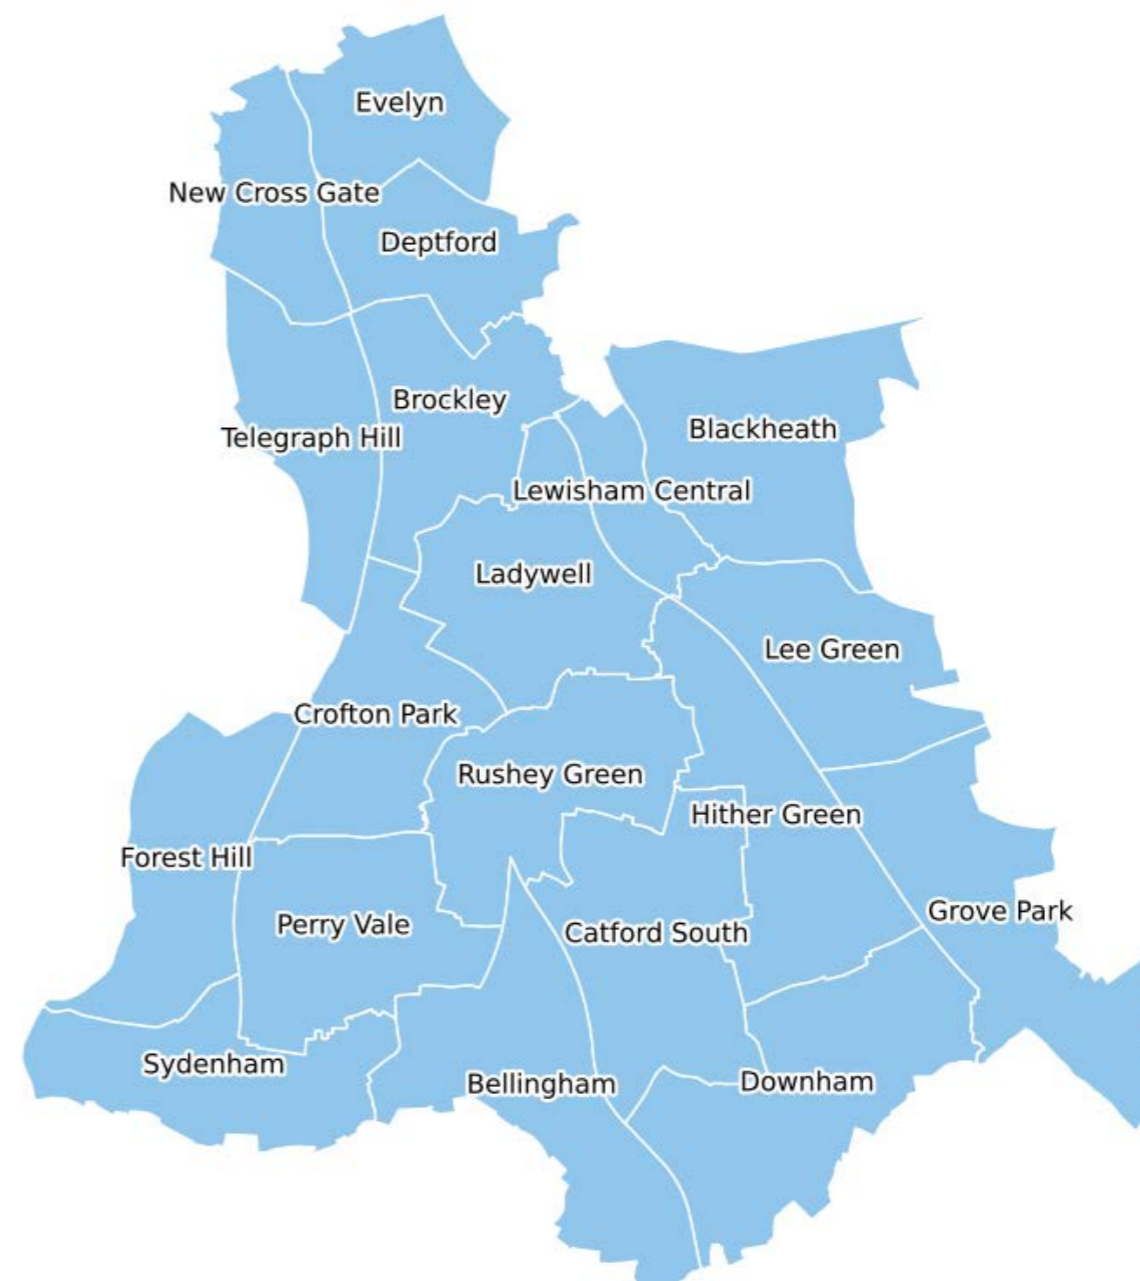 Evelyn
New Cross Gate
Deptford
Brockley
Blackheath
Telegraph Hill
Lewisham Central
Ladywell
Lee Green
Crofton Park
Rushey Green
Hither Green
Forest Hill
Grove Park
Perry Vale
Catford South
Sydenham
Bellingham
Downham